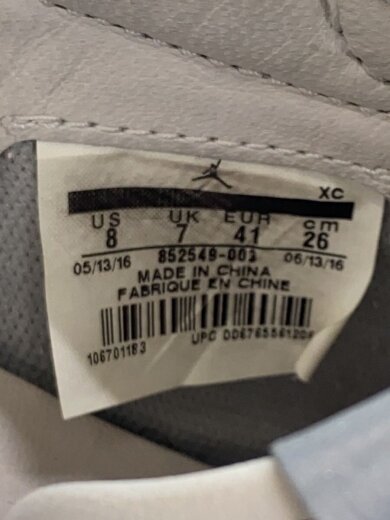 XC
US UK EUR cm
8 7 41 26
05/13/16 852549-003 06/13/16
MADE IN CHINA
FABRIQUE EN CHINE
UPC
106701183